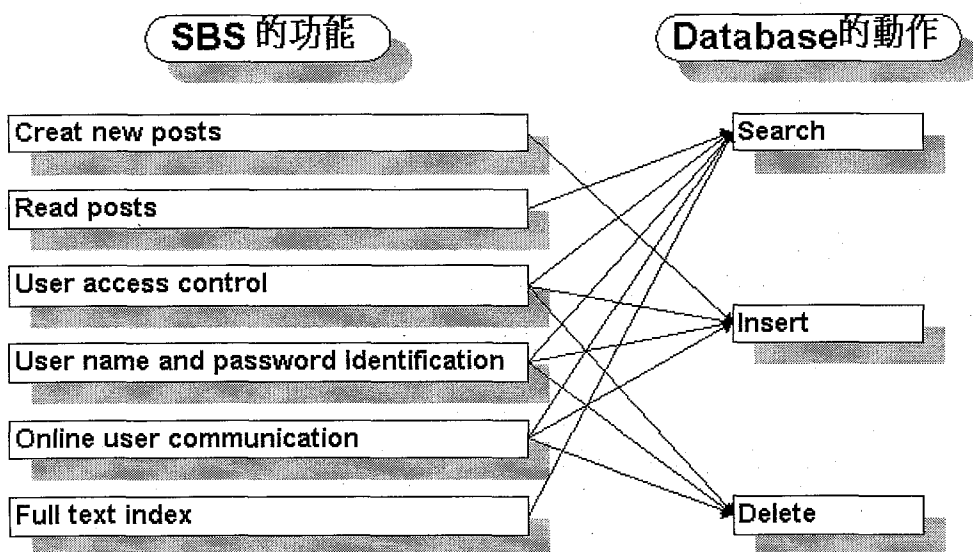 SBS 的功能
Database的動作
Creat new posts
Read posts
User access control
User name and password identification
Online user communication
Full text index
Search
Insert
Delete